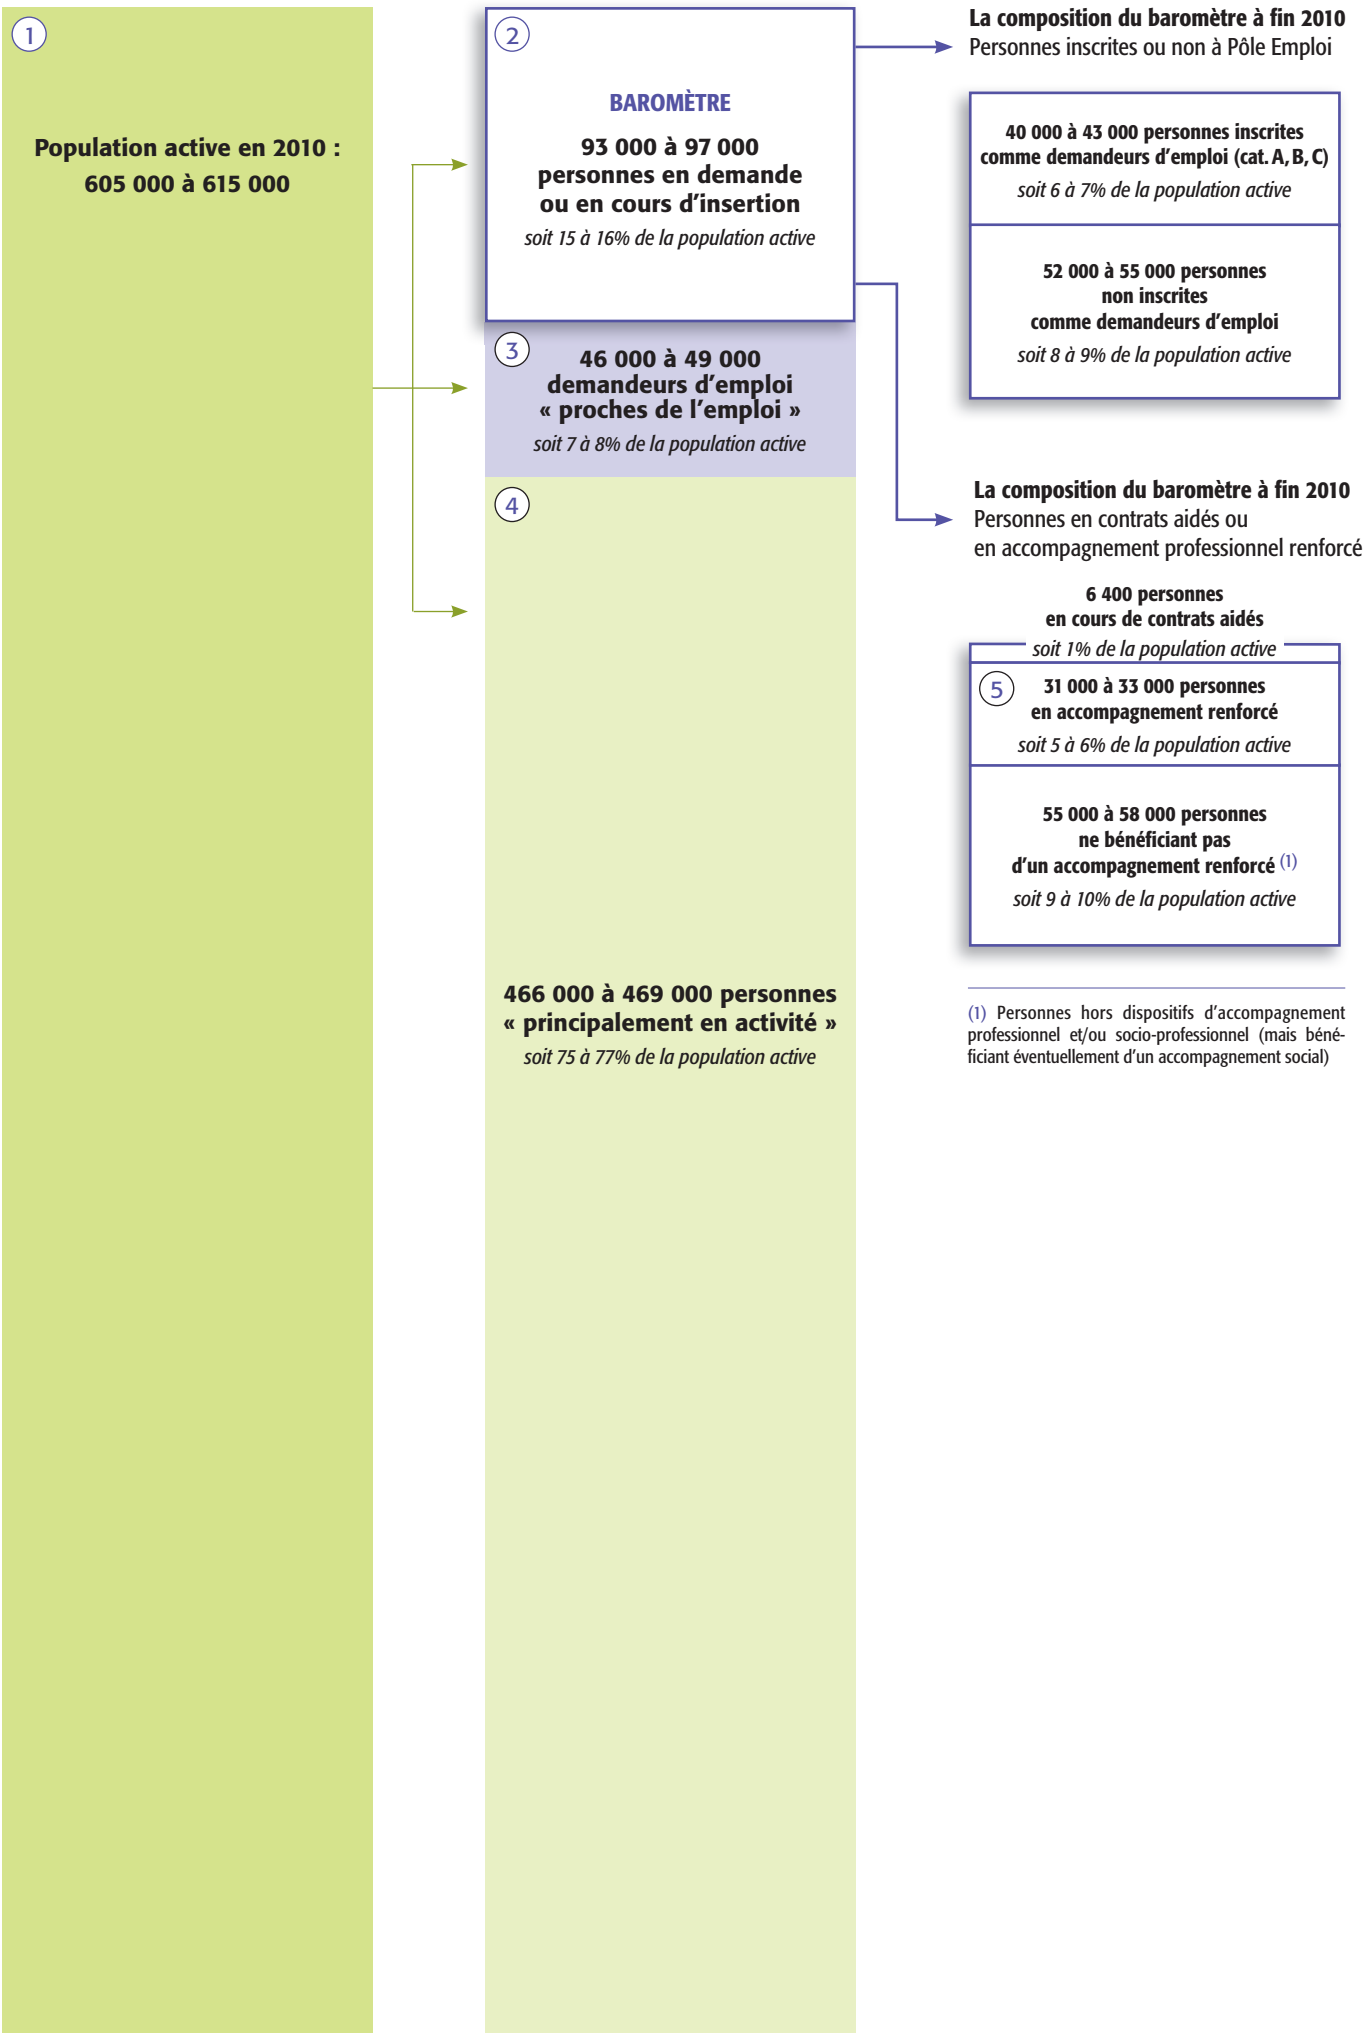 1
Population active en 2010 :
605 000 à 615 000
2
BAROMÈTRE
93 000 à 97 000
personnes en demande
ou en cours d’insertion
soit 15 à 16% de la population active
3
46 000 à 49 000
demandeurs d’emploi
« proches de l’emploi »
soit 7 à 8% de la population active
4
466 000 à 469 000 personnes
« principalement en activité »
soit 75 à 77% de la population active
La composition du baromètre à fin 2010
Personnes inscrites ou non à Pôle Emploi
40 000 à 43 000 personnes inscrites
comme demandeurs d’emploi (cat. A, B, C)
soit 6 à 7% de la population active
52 000 à 55 000 personnes
non inscrites
comme demandeurs d’emploi
soit 8 à 9% de la population active
La composition du baromètre à fin 2010
Personnes en contrats aidés ou
en accompagnement professionnel renforcé
6 400 personnes
en cours de contrats aidés
soit 1% de la population active
5
31 000 à 33 000 personnes
en accompagnement renforcé
soit 5 à 6% de la population active
55 000 à 58 000 personnes
ne bénéficiant pas
d’un accompagnement renforcé (1)
soit 9 à 10% de la population active
(1) Personnes hors dispositifs d’accompagnement
professionnel et/ou socio-professionnel (mais béné-
ficiant éventuellement d’un accompagnement social)